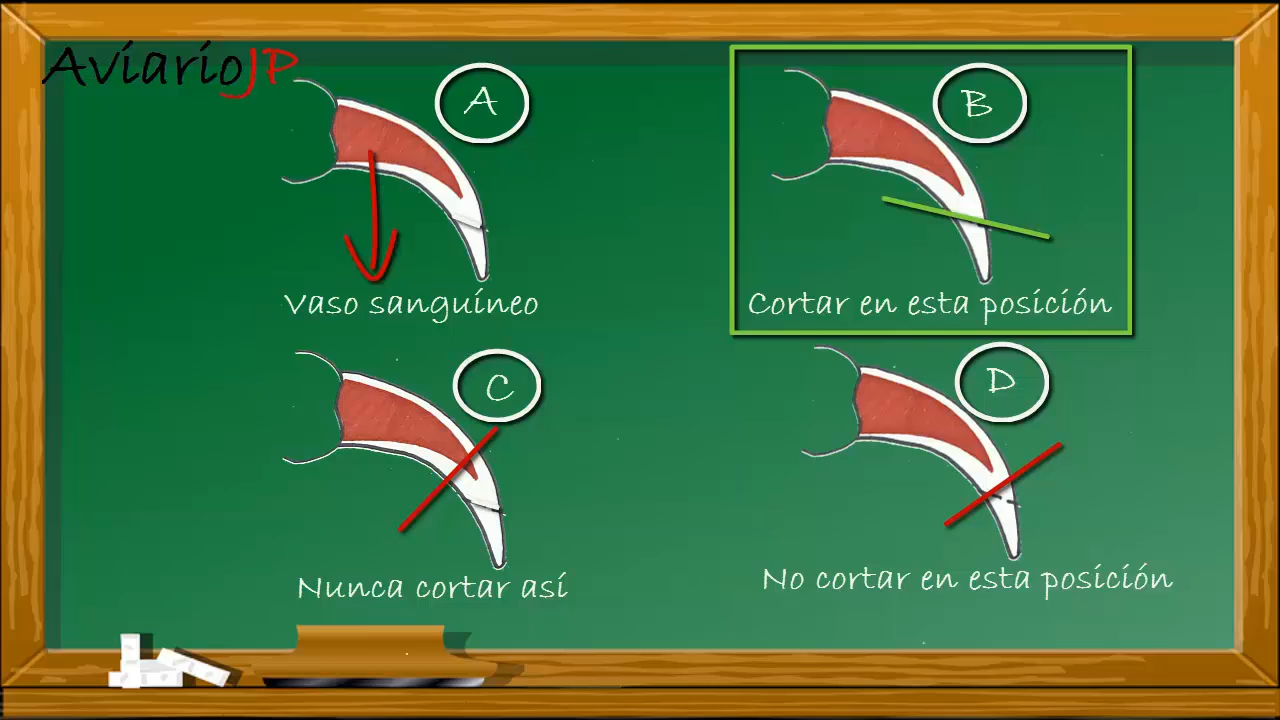 AviarioJP
A
B
Vaso sanguíneo
Cortar en esta posición
C
D
Nunca cortar así
No cortar en esta posición